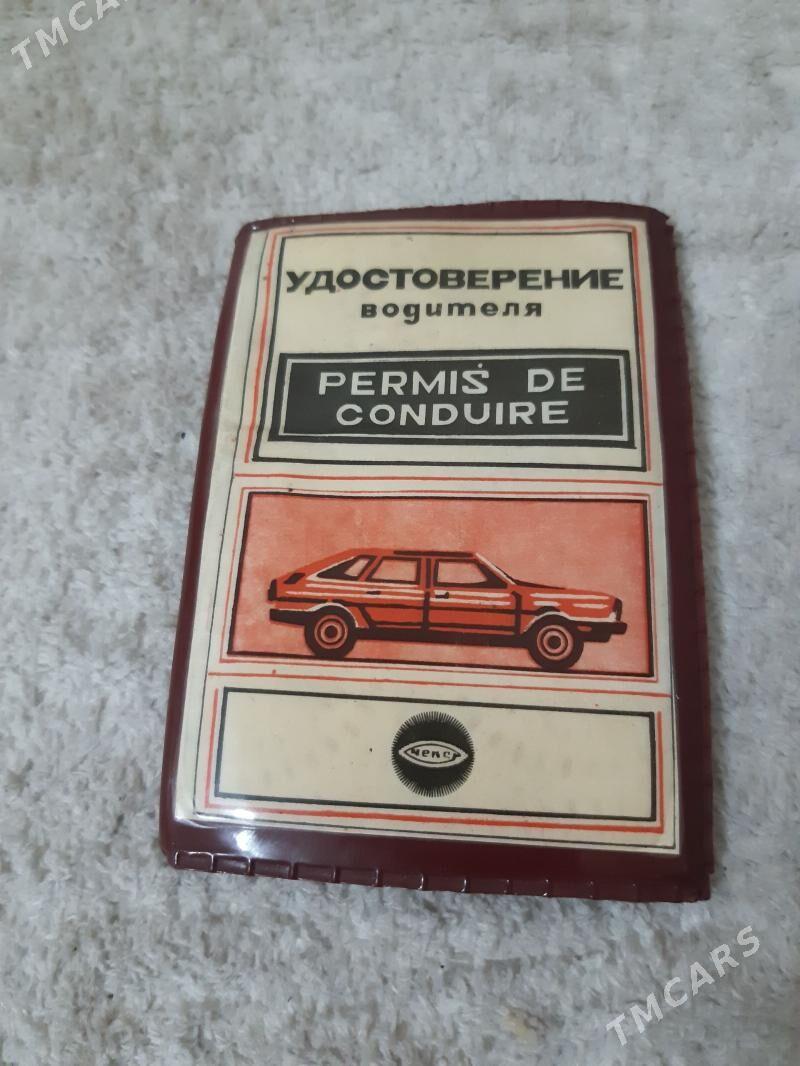 TMCARS
УДОСТОВЕРЕНИЕ
водителя
PERMIS DE
CONDUIRE
TMCARS